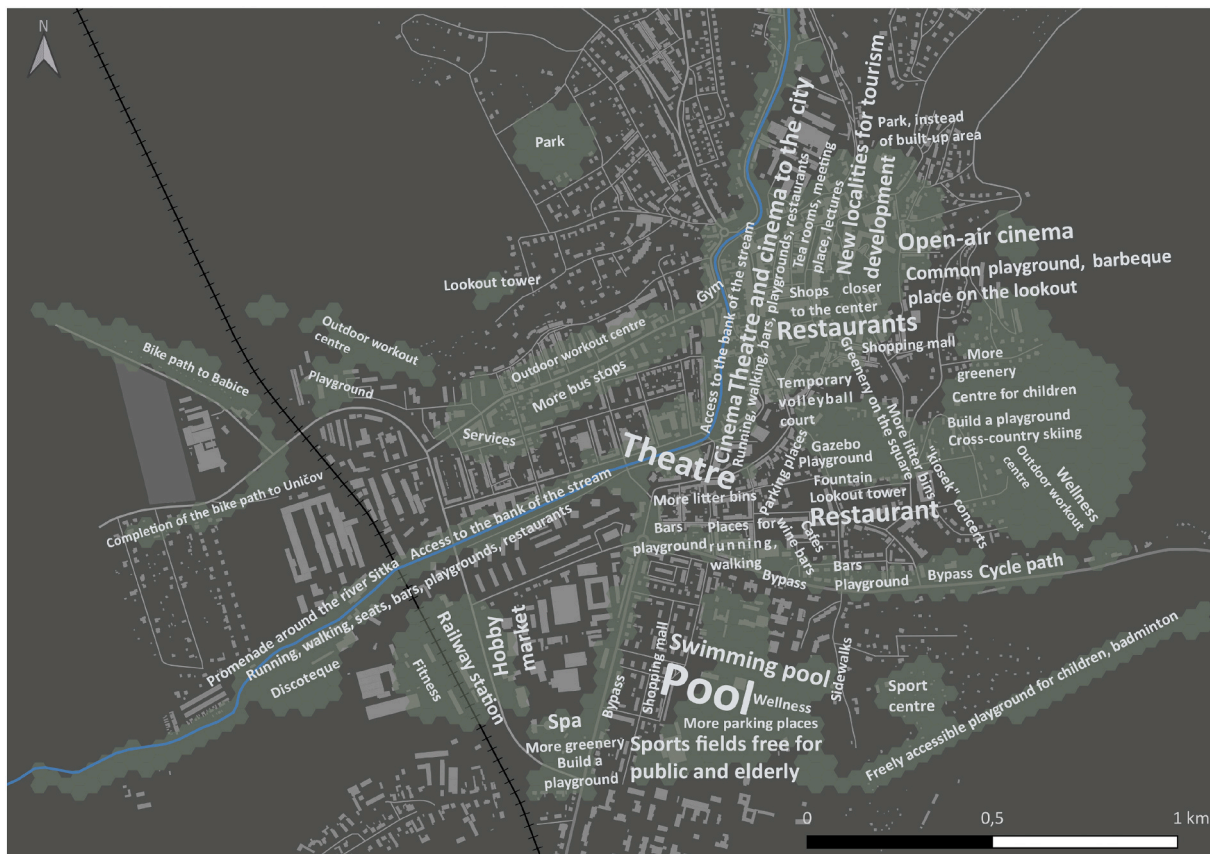 N
Park
Lookout tower
Bike path to Babice
Outdoor workout
centre
Playground
Outdoor workout centre
More bus stops
Services
Gym
Access to the bank of the stream
Cinema
Theatre and cinema to the city
Running, walking, bars, playgrounds, restaurants
Tea rooms, meeting
place, lectures
New localities for tourism
development
Park, instead
of built-up area
Open-air cinema
Common playground, barbeque
place on the lookout
Shops closer
to the center
Restaurants
Shopping mall
Greenery on the square
More
greenery
Centre for children
Build a playground
Cross-country skiing
Outdoor workout
centre
Wellness
Temporary
volleyball
court
Gazebo
Playground
Fountain
Lookout tower
Restaurant
More litter bins
"kiosek" concerts
Parking places
Theatre
More litter bins
Bars
playground
Places for
running,
walking
Cafes
wine bars
Bypass
Bars
Playground
Bypass
Cycle path
Completion of the bike path to Uničov
Access to the bank of the stream
Promenade around the river Sitka
Running, walking, seats, bars, playgrounds, restaurants
Discoteque
Fitness
Railway station
Hobby
market
Spa
More greenery
Build a
playground
Bypass
Shopping mall
Swimming pool
Pool
Wellness
More parking places
Sports fields free for
public and elderly
Sidewalks
Sport
centre
Freely accessible playground for children, badminton
0 0,5 1 km